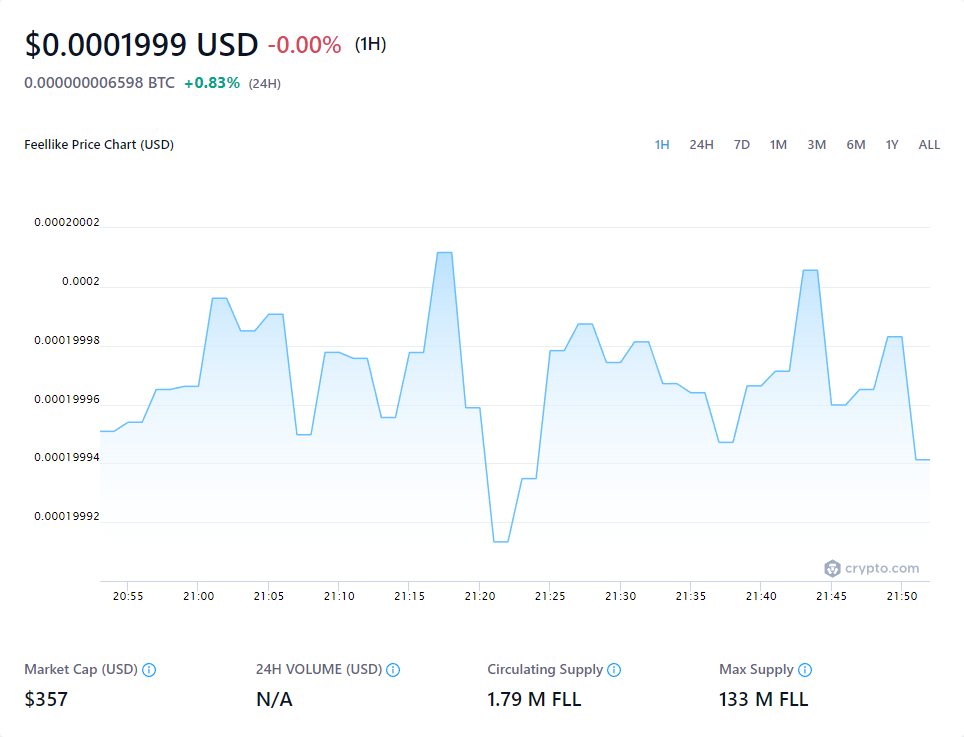 $0.0001999 USD -0.00% (1H)
0.000000006598 BTC +0.83% (24H)
Feellike Price Chart (USD) 1H 24H 7D 1M 3M 6M 1Y ALL
0.00020002
0.0002
0.00019998
0.00019996
0.00019994
0.00019992
crypto.com
20:55 21:00 21:05 21:10 21:15 21:20 21:25 21:30 21:35 21:40 21:45 21:50
Market Cap (USD) 24H VOLUME (USD) Circulating Supply Max Supply
$357 N/A 1.79 M FLL 133 M FLL